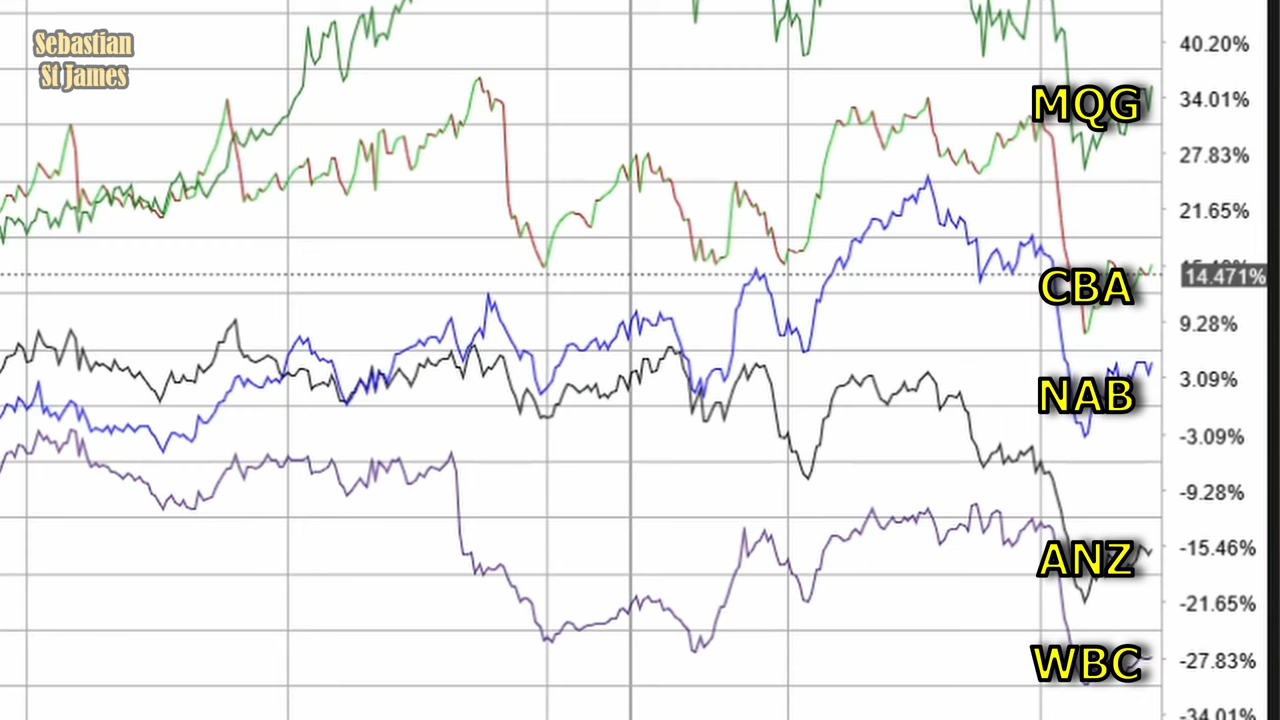 Sebastian
St James
40.20%
MQG
34.01%
27.83%
21.65%
14.471%
CBA
9.28%
3.09%
NAB
-3.09%
-9.28%
-15.46%
ANZ
-21.65%
-27.83%
WBC
-34.01%